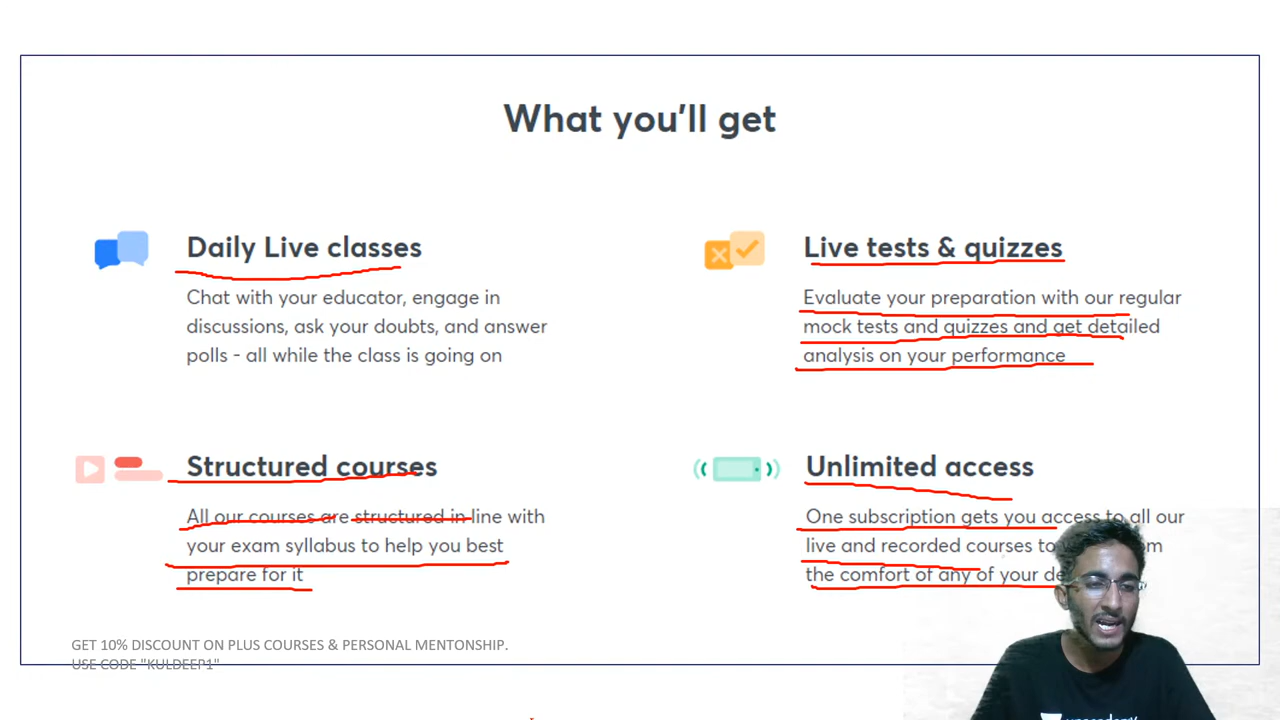 What you'll get
Daily Live classes
Chat with your educator, engage in
discussions, ask your doubts, and answer
polls - all while the class is going on
Live tests & quizzes
Evaluate your preparation with our regular
mock tests and quizzes and get detailed
analysis on your performance
Structured courses
All our courses are structured in line with
your exam syllabus to help you best
prepare for it
Unlimited access
One subscription gets you access to all our
live and recorded courses to
the comfort of any of your
GET 10% DISCOUNT ON PLUS COURSES & PERSONAL MENTONSHIP.
USE CODE "KULDEEP1"